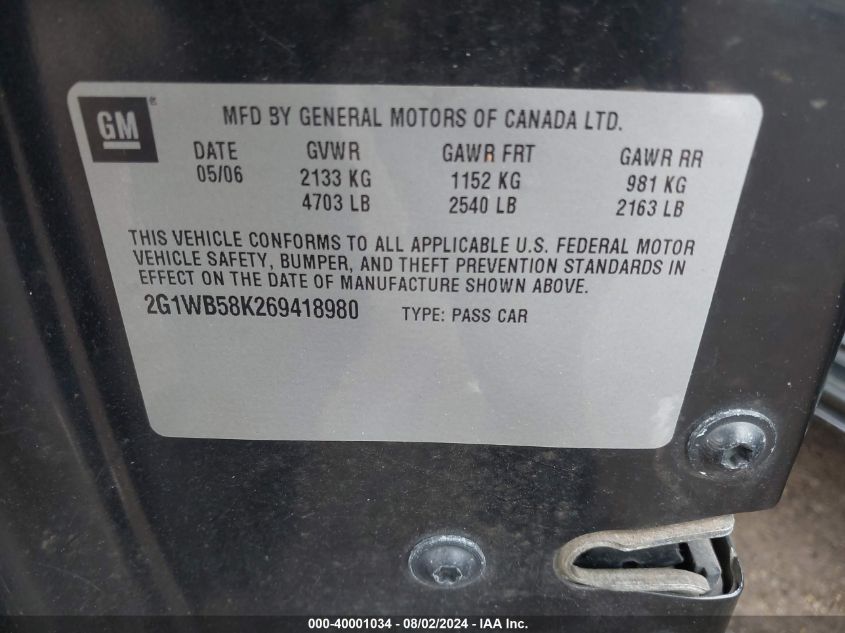 GM
MFD BY GENERAL MOTORS OF CANADA LTD.
DATE GVWR GAWR FRT GAWR RR
05/06 2133 KG 1152 KG 981 KG
4703 LB 2540 LB 2163 LB
THIS VEHICLE CONFORMS TO ALL APPLICABLE U.S. FEDERAL MOTOR
VEHICLE SAFETY, BUMPER, AND THEFT PREVENTION STANDARDS IN
EFFECT ON THE DATE OF MANUFACTURE SHOWN ABOVE.
2G1WB58K269418980 TYPE: PASS CAR
000-40001034 - 08/02/2024 - IAA Inc.